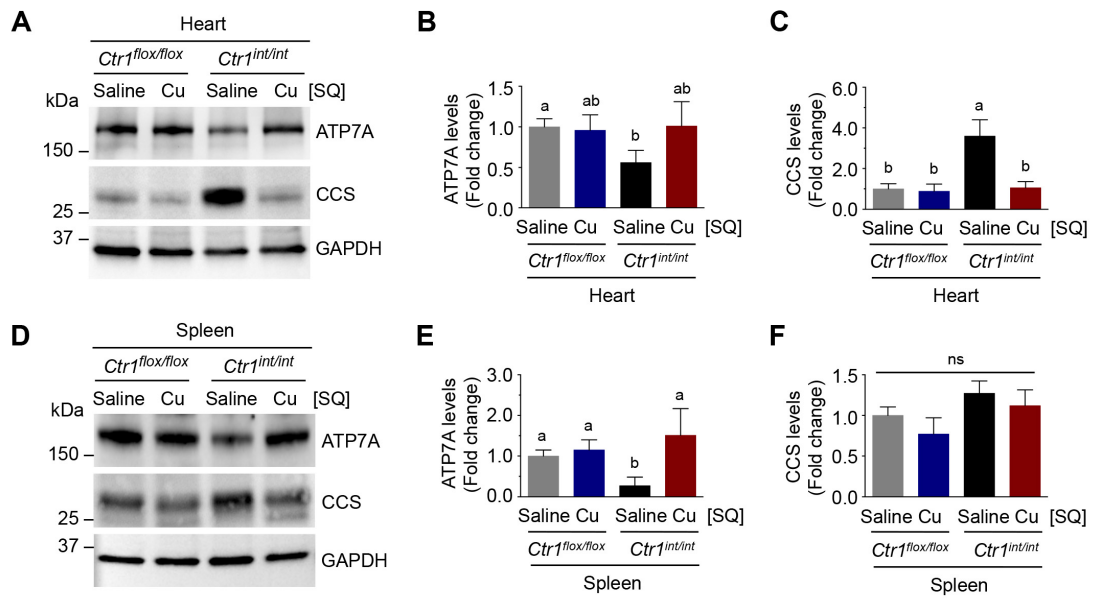 A
Heart
Ctr1flox/flox Ctr1int/int
Saline Cu Saline Cu [SQ]
kDa
ATP7A
150
CCS
25
37
GAPDH
B
ATP7A levels
(Fold change)
1.5
1.0
0.5
0.0
a ab b ab
Saline Cu Saline Cu [SQ]
Ctr1flox/flox Ctr1int/int
Heart
C
CCS levels
(Fold change)
6.0
4.0
2.0
0.0
b b a b
Saline Cu Saline Cu [SQ]
Ctr1flox/flox Ctr1int/int
Heart
D
Spleen
Ctr1flox/flox Ctr1int/int
Saline Cu Saline Cu [SQ]
kDa
ATP7A
150
CCS
25
37
GAPDH
E
ATP7A levels
(Fold change)
3.0
2.0
1.0
0.0
a a b a
Saline Cu Saline Cu [SQ]
Ctr1flox/flox Ctr1int/int
Spleen
F
CCS levels
(Fold change)
ns
1.5
1.0
0.5
0.0
Saline Cu Saline Cu [SQ]
Ctr1flox/flox Ctr1int/int
Spleen